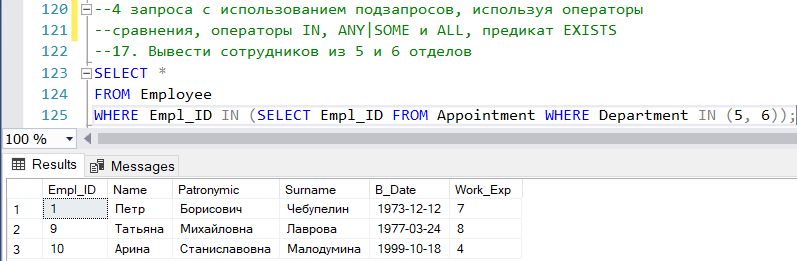 120 --4 запроса с использованием подзапросов, используя операторы
121 --сравнения, операторы IN, ANY|SOME и ALL, предикат EXISTS
122 --17. Вывести сотрудников из 5 и 6 отделов
123 SELECT *
124 FROM Employee
125 WHERE Empl_ID IN (SELECT Empl_ID FROM Appointment WHERE Department IN (5, 6));
100 %
Results Messages
Empl_ID Name Patronymic Surname B_Date Work_Exp
1 1 Петр Борисович Чебупелин 1973-12-12 7
2 9 Татьяна Михайловна Лаврова 1977-03-24 8
3 10 Арина Станиславовна Малодумина 1999-10-18 4